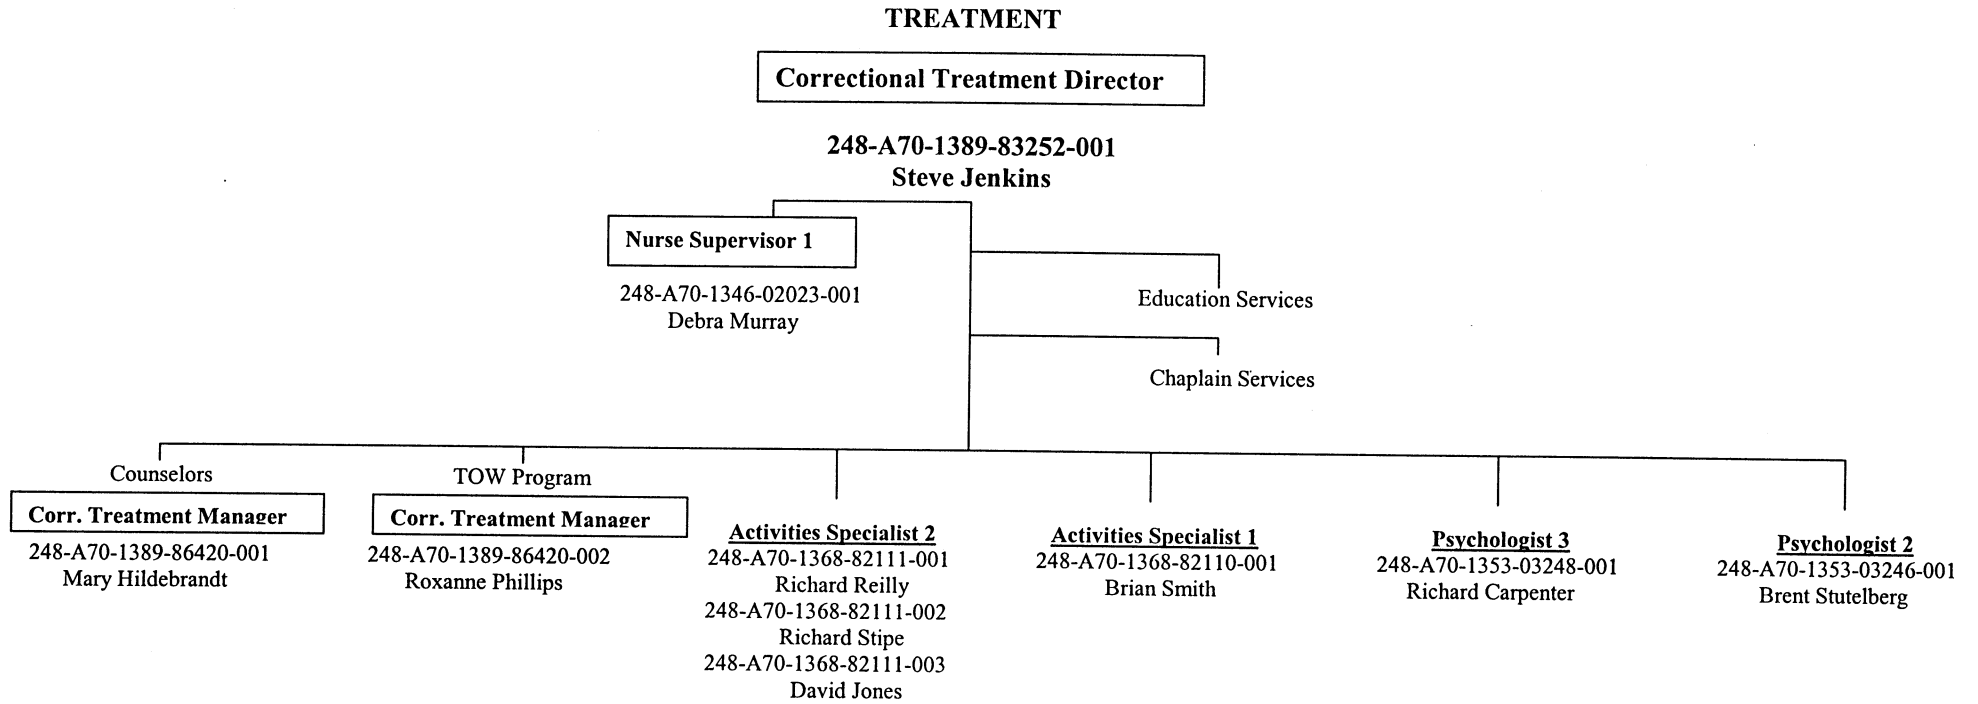 TREATMENT
Correctional Treatment Director
248-A70-1389-83252-001
Steve Jenkins
Nurse Supervisor 1
248-A70-1346-02023-001
Debra Murray
Education Services
Chaplain Services
Counselors
Corr. Treatment Manager
248-A70-1389-86420-001
Mary Hildebrandt
TOW Program
Corr. Treatment Manager
248-A70-1389-86420-002
Roxanne Phillips
Activities Specialist 2
248-A70-1368-82111-001
Richard Reilly
248-A70-1368-82111-002
Richard Stipe
248-A70-1368-82111-003
David Jones
Activities Specialist 1
248-A70-1368-82110-001
Brian Smith
Psychologist 3
248-A70-1353-03248-001
Richard Carpenter
Psychologist 2
248-A70-1353-03246-001
Brent Stutelberg